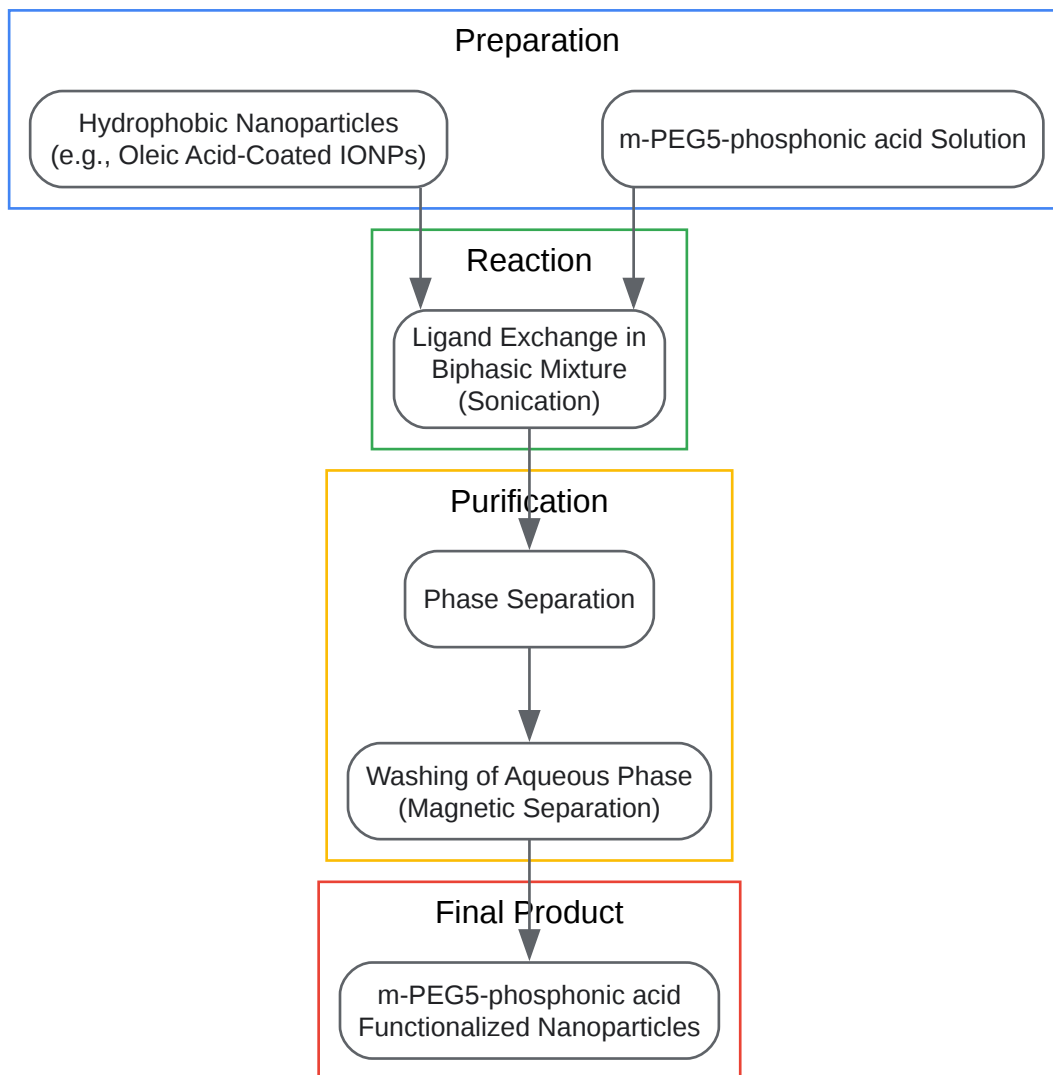 Preparation
Hydrophobic Nanoparticles
(e.g., Oleic Acid-Coated IONPs)
m-PEG5-phosphonic acid Solution
Reaction
Ligand Exchange in
Biphasic Mixture
(Sonication)
Purification
Phase Separation
Washing of Aqueous Phase
(Magnetic Separation)
Final Product
m-PEG5-phosphonic acid
Functionalized Nanoparticles